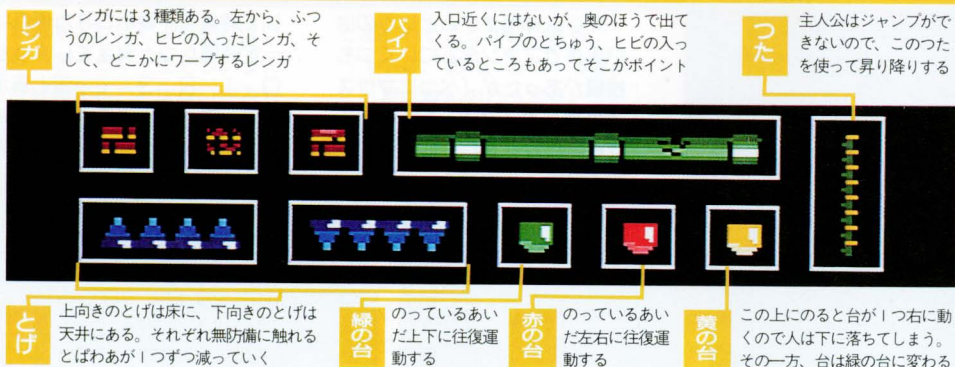 レンガ
レンガには3種類ある。左から、ふつ
うのレンガ、ヒビの入ったレンガ、そ
して、どこかにワープするレンガ
パイプ
入口近くにはないが、奥のほうで出て
くる。パイプのとちゅう、ヒビの入っ
ているところもあってそこがポイント
つた
主人公はジャンプがで
きないので、このつた
を使って昇り降りする
とげ
上向きのとげは床に、下向きのとげは
天井にある。それぞれ無防備に触れる
とぱわあが1つずつ減っていく
緑の台
のっているあい
だ上下に往復運
動する
赤の台
のっているあい
だ左右に往復運
動する
黄の台
この上にのると台が1つ右に動
くので人は下に落ちてしまう。
その一方、台は緑の台に変わる